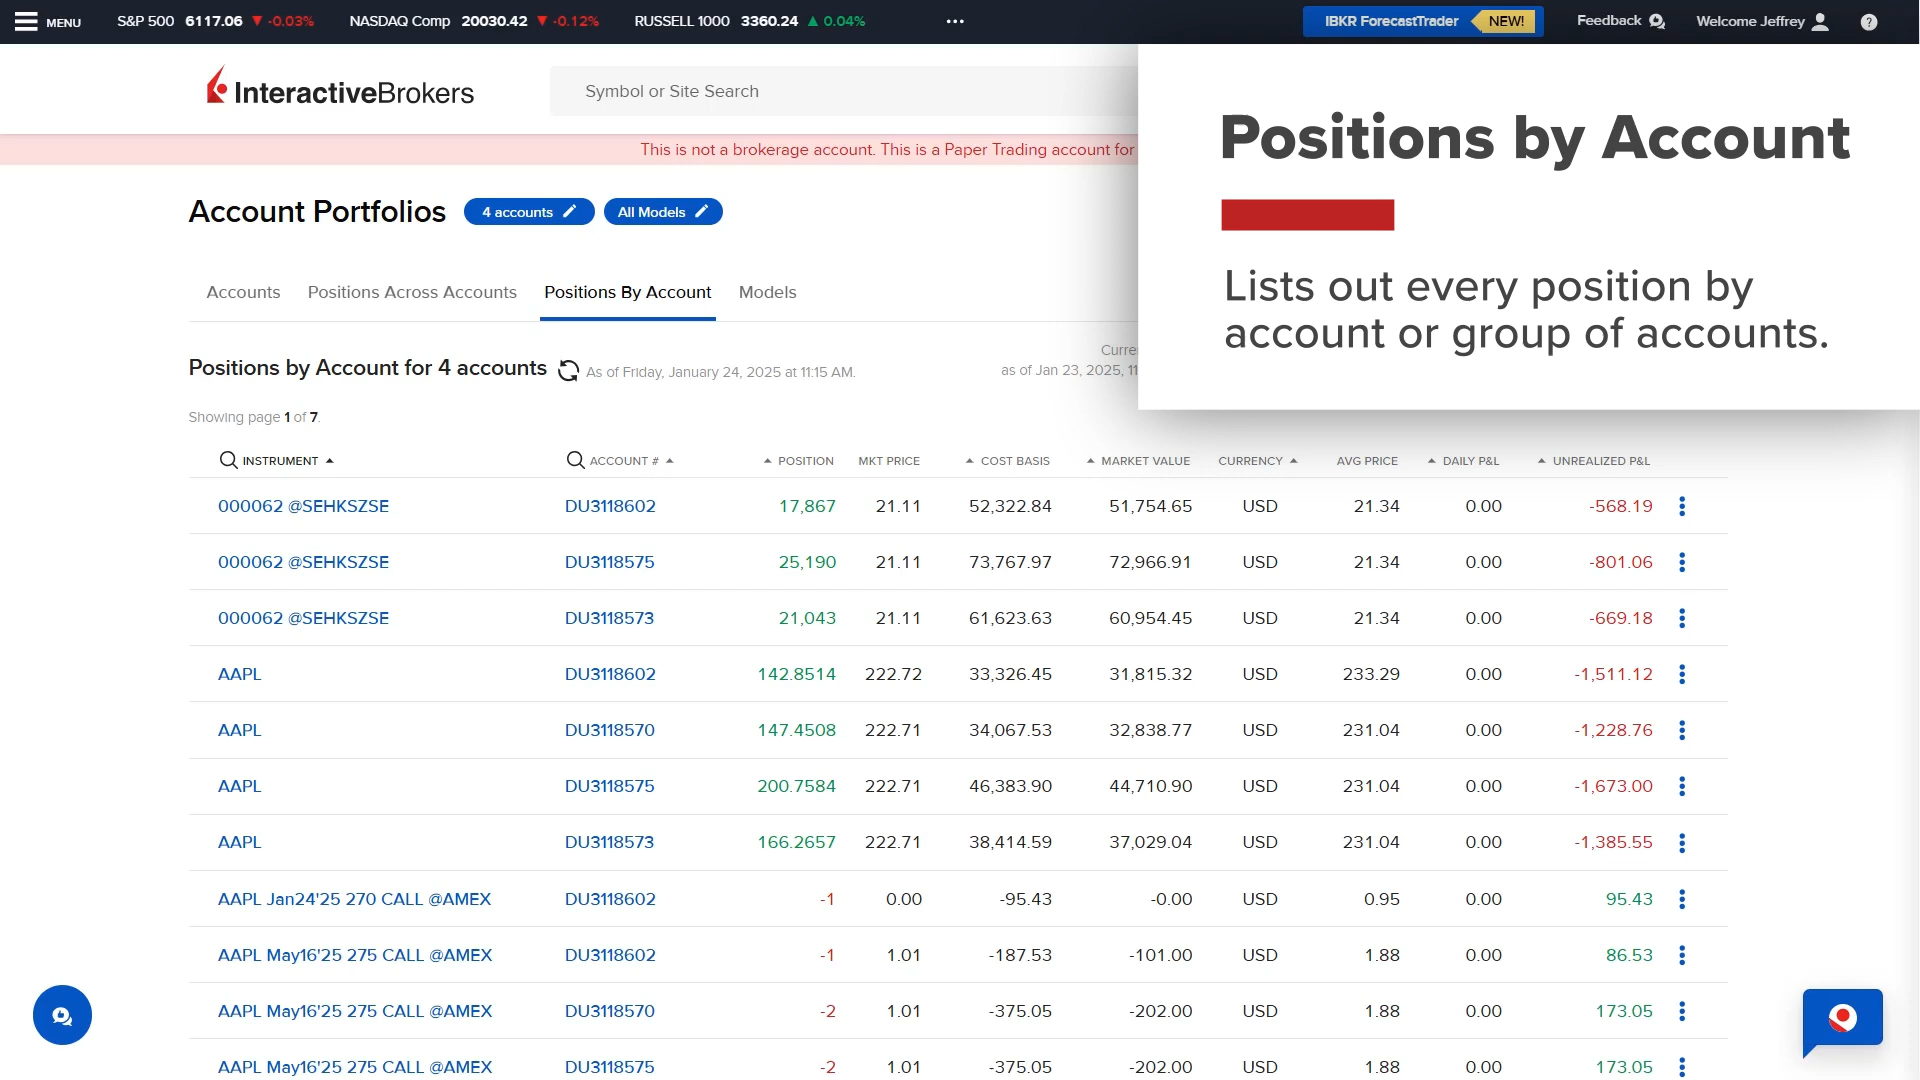 MENU S&P 500 6117.06 ▼ -0.03% NASDAQ Comp 20030.42 ▼ -0.12% RUSSELL 1000 3360.24 ▲ 0.04% ••• IBKR ForecastTrader NEW! Feedback Welcome Jeffrey ?
InteractiveBrokers
Symbol or Site Search
This is not a brokerage account. This is a Paper Trading account for
Positions by Account
Lists out every position by
account or group of accounts.
Account Portfolios 4 accounts All Models
Accounts Positions Across Accounts Positions By Account Models
Positions by Account for 4 accounts As of Friday, January 24, 2025 at 11:15 AM.
as of Jan 23, 2025, 11
Showing page 1 of 7.
INSTRUMENT ▲ ACCOUNT # ▲ ▲ POSITION MKT PRICE ▲ COST BASIS ▲ MARKET VALUE CURRENCY ▲ AVG PRICE ▲ DAILY P&L ▲ UNREALIZED P&L
000062 @SEHKSZSE DU3118602 17,867 21.11 52,322.84 51,754.65 USD 21.34 0.00 -568.19
000062 @SEHKSZSE DU3118575 25,190 21.11 73,767.97 72,966.91 USD 21.34 0.00 -801.06
000062 @SEHKSZSE DU3118573 21,043 21.11 61,623.63 60,954.45 USD 21.34 0.00 -669.18
AAPL DU3118602 142.8514 222.72 33,326.45 31,815.32 USD 233.29 0.00 -1,511.12
AAPL DU3118570 147.4508 222.71 34,067.53 32,838.77 USD 231.04 0.00 -1,228.76
AAPL DU3118575 200.7584 222.71 46,383.90 44,710.90 USD 231.04 0.00 -1,673.00
AAPL DU3118573 166.2657 222.71 38,414.59 37,029.04 USD 231.04 0.00 -1,385.55
AAPL Jan24'25 270 CALL @AMEX DU3118602 -1 0.00 -95.43 -0.00 USD 0.95 0.00 95.43
AAPL May16'25 275 CALL @AMEX DU3118602 -1 1.01 -187.53 -101.00 USD 1.88 0.00 86.53
AAPL May16'25 275 CALL @AMEX DU3118570 -2 1.01 -375.05 -202.00 USD 1.88 0.00 173.05
AAPL May16'25 275 CALL @AMEX DU3118575 -2 1.01 -375.05 -202.00 USD 1.88 0.00 173.05